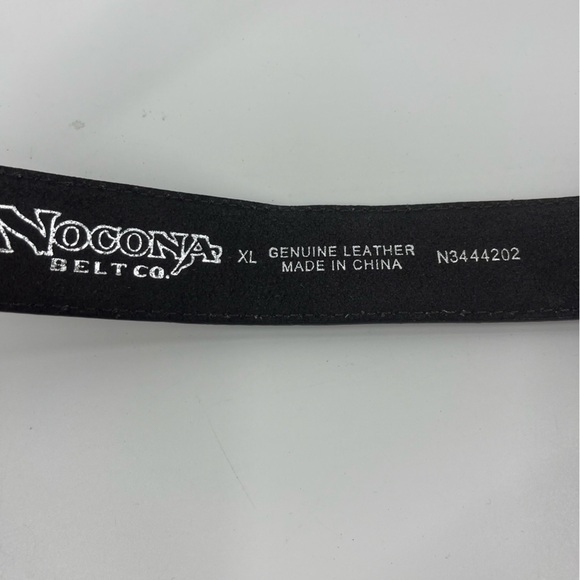 NOCONA
BELT CO.
XL
GENUINE LEATHER
MADE IN CHINA
N3444202